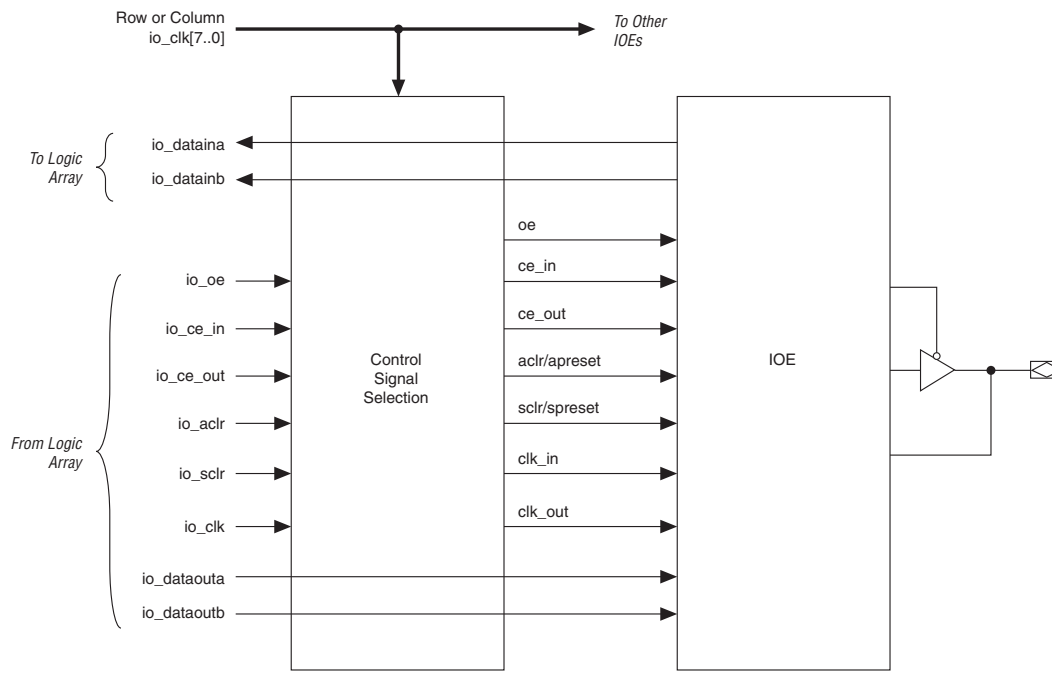 Row or Column
io_clk[7..0]
To Other
IOEs
To Logic
Array
io_dataina
io_datainb
oe
ce_in
ce_out
aclr/apreset
sclr/spreset
clk_in
clk_out
From Logic
Array
io_oe
io_ce_in
io_ce_out
io_aclr
io_sclr
io_clk
io_dataouta
io_dataoutb
Control
Signal
Selection
IOE